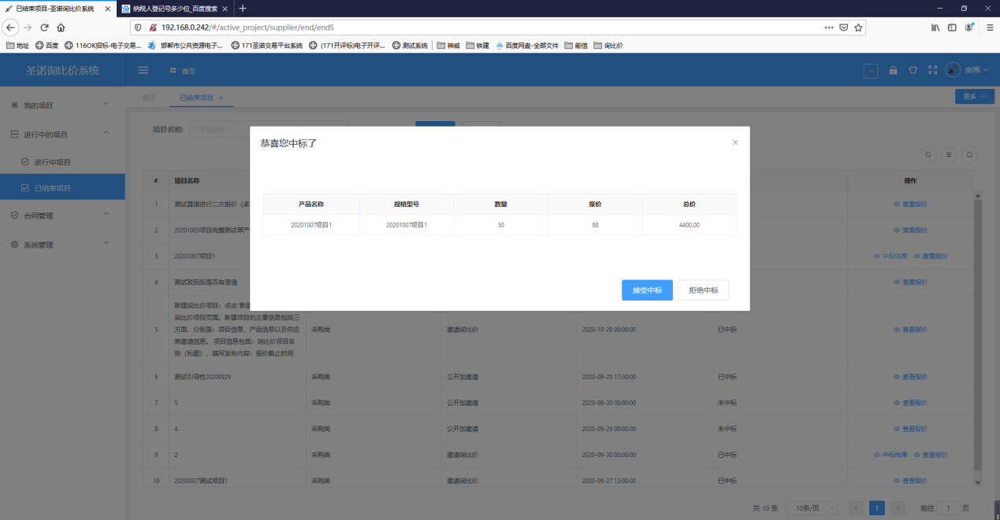 已结束项目-圣诺询比价系统
纳税人登记号多少位_百度搜索
192.168.0.242/#/active_project/supplier/end/endS
地址 百度 116OK招标-电子交易... 邯郸市公共资源电子... 171圣诺交易平台系统 (171开评标)电子开评... 测试系统 神威 铁建 百度网盘-全部文件 能信 询比价
圣诺询比价系统
首页
南湘
我的项目
进行中的项目
进行中项目
已结束项目
合同管理
系统管理
首页 已结束项目
更多
项目名称: 项目名称
恭喜您中标了
产品名称 规格型号 数量 报价 总价
20201007项目1 20201007项目1 50 88 4400.00
接受中标 拒绝中标
# 项目名称 操作
1 测试直接进行二次报价（多 查看报价
2 20201009项目完整测试单产 查看报价
3 20201007项目1 中标结果 查看报价
4 测试驳回后是否有澄清 查看报价
新建询比价项目：点击“新建
询比价项目页面。新建项目的主要信息包括三
5 方面，分别是：项目信息、产品信息以及供应 采购类 邀请询比价 2020-10-29 00:00:00 已中标 查看报价
商邀请信息。 项目信息包括：询比价项目名
称（标题），填写发布内容；报价截止时间
6 测试引导性20200929 采购类 公开加邀请 2020-09-29 17:30:00 已中标 查看报价
7 5 采购类 公开加邀请 2020-09-30 00:00:00 未中标 查看报价
8 4 采购类 公开加邀请 2020-09-29 00:00:00 未中标 查看报价
9 2 采购类 邀请询比价 2020-09-30 00:00:00 已中标 中标结果 查看报价
10 20200927测试项目1 采购类 邀请询比价 2020-09-27 12:00:00 已中标 查看报价
共 10 条 10条/页 1 前往 1 页